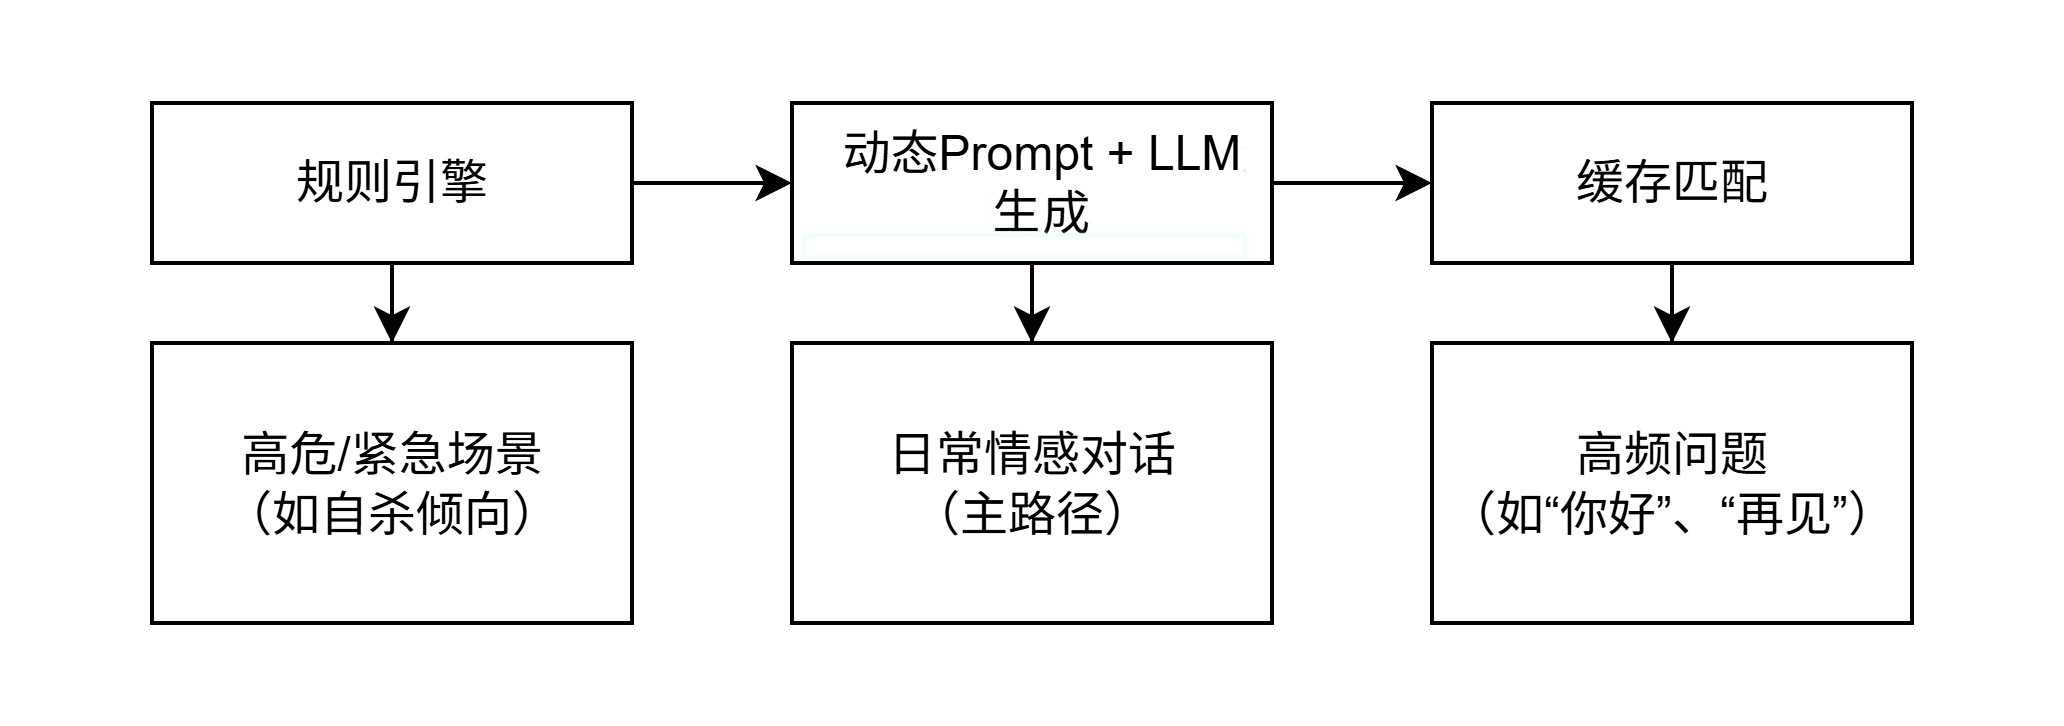 规则引擎
动态Prompt + LLM
生成
缓存匹配
高危/紧急场景
（如自杀倾向）
日常情感对话
（主路径）
高频问题
（如“你好”、“再见”）